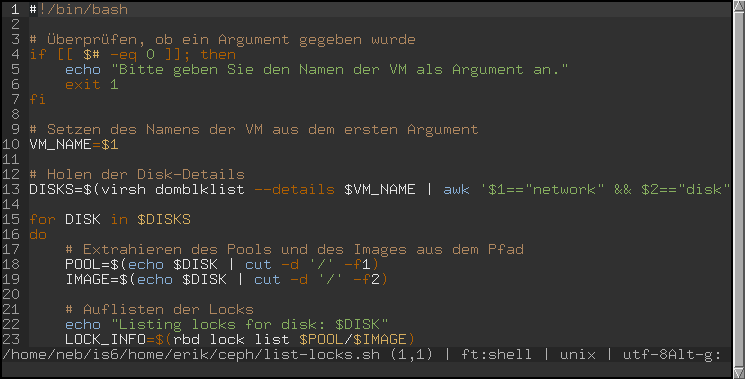 1 #!/bin/bash
2
3 # Überprüfen, ob ein Argument gegeben wurde
4 if [[ $# -eq 0 ]]; then
5     echo "Bitte geben Sie den Namen der VM als Argument an."
6     exit 1
7 fi
8
9 # Setzen des Namens der VM aus dem ersten Argument
10 VM_NAME=$1
11
12 # Holen der Disk-Details
13 DISKS=$(virsh domblklist --details $VM_NAME | awk '$1=="network" && $2=="disk"
14
15 for DISK in $DISKS
16 do
17     # Extrahieren des Pools und des Images aus dem Pfad
18     POOL=$(echo $DISK | cut -d '/' -f1)
19     IMAGE=$(echo $DISK | cut -d '/' -f2)
20
21     # Auflisten der Locks
22     echo "Listing locks for disk: $DISK"
23     LOCK_INFO=$(rbd lock list $POOL/$IMAGE)
/home/neb/is6/home/erik/ceph/list-locks.sh (1,1) | ft:shell | unix | utf-8Alt-g: